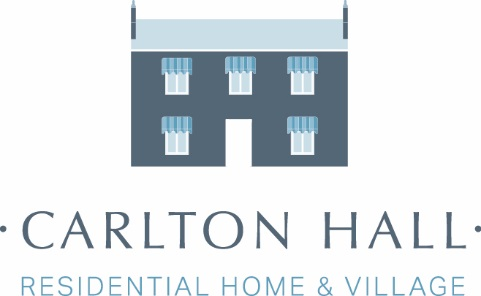 · CARLTON HALL ·
RESIDENTIAL HOME & VILLAGE